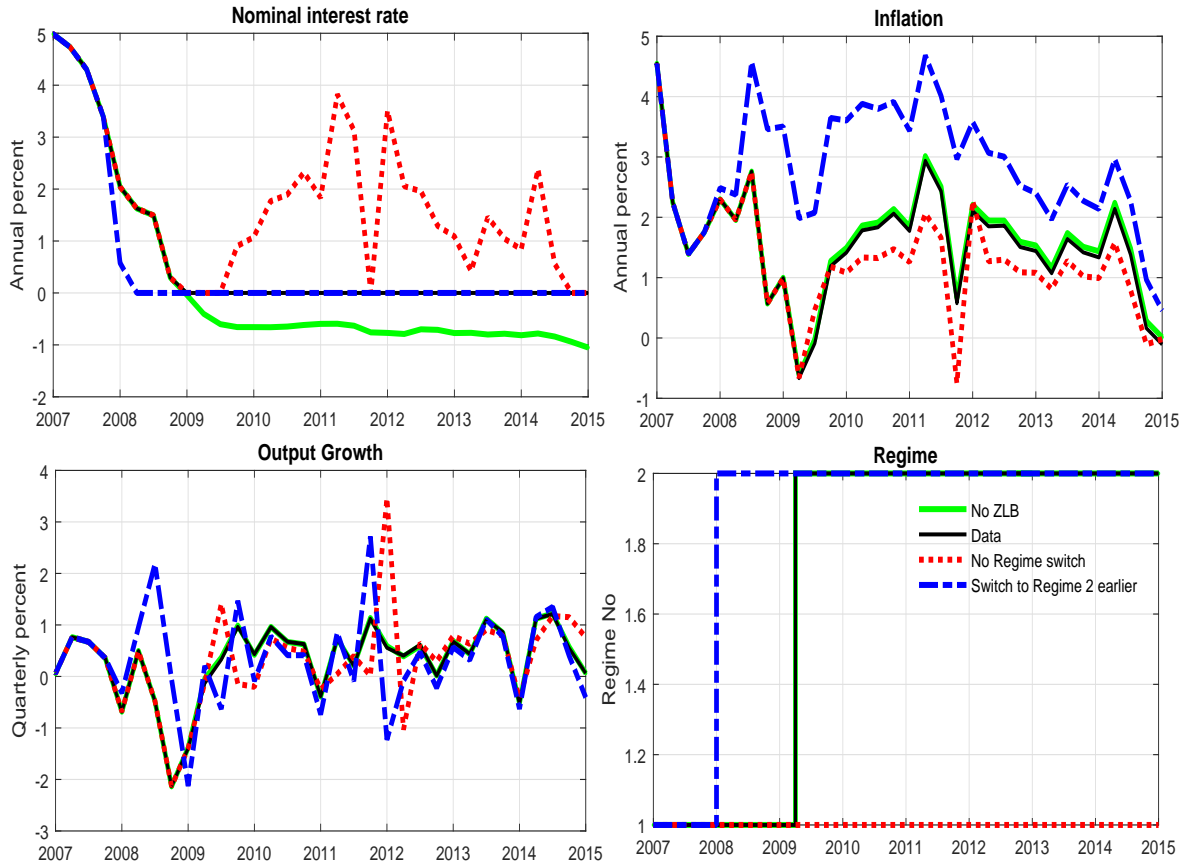 Nominal interest rate
Annual percent
5
4
3
2
1
0
-1
-2
2007 2008 2009 2010 2011 2012 2013 2014 2015
Inflation
Annual percent
5
4
3
2
1
0
-1
2007 2008 2009 2010 2011 2012 2013 2014 2015
Output Growth
Quarterly percent
4
3
2
1
0
-1
-2
-3
2007 2008 2009 2010 2011 2012 2013 2014 2015
Regime
Regime No
2
1.8
1.6
1.4
1.2
1
No ZLB
Data
No Regime switch
Switch to Regime 2 earlier
2007 2008 2009 2010 2011 2012 2013 2014 2015